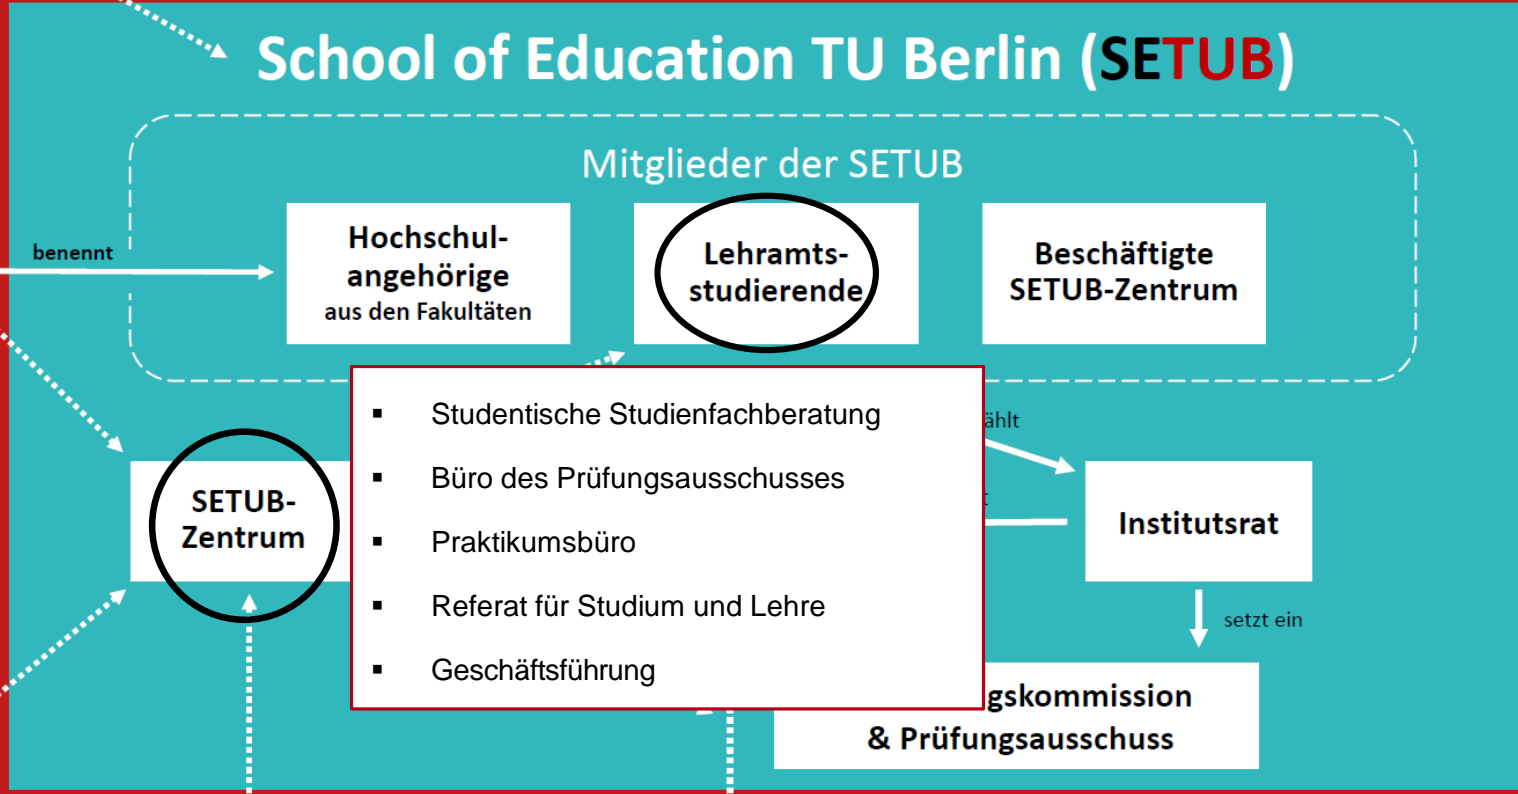 School of Education TU Berlin (SETUB)
Mitglieder der SETUB
benennt
Hochschul-
angehörige
aus den Fakultäten
Lehramts-
studierende
Beschäftigte
SETUB-Zentrum
SETUB-
Zentrum
▪ Studentische Studienfachberatung
▪ Büro des Prüfungsausschusses
▪ Praktikumsbüro
▪ Referat für Studium und Lehre
▪ Geschäftsführung
Institutsrat
setzt ein
& Prüfungsausschuss